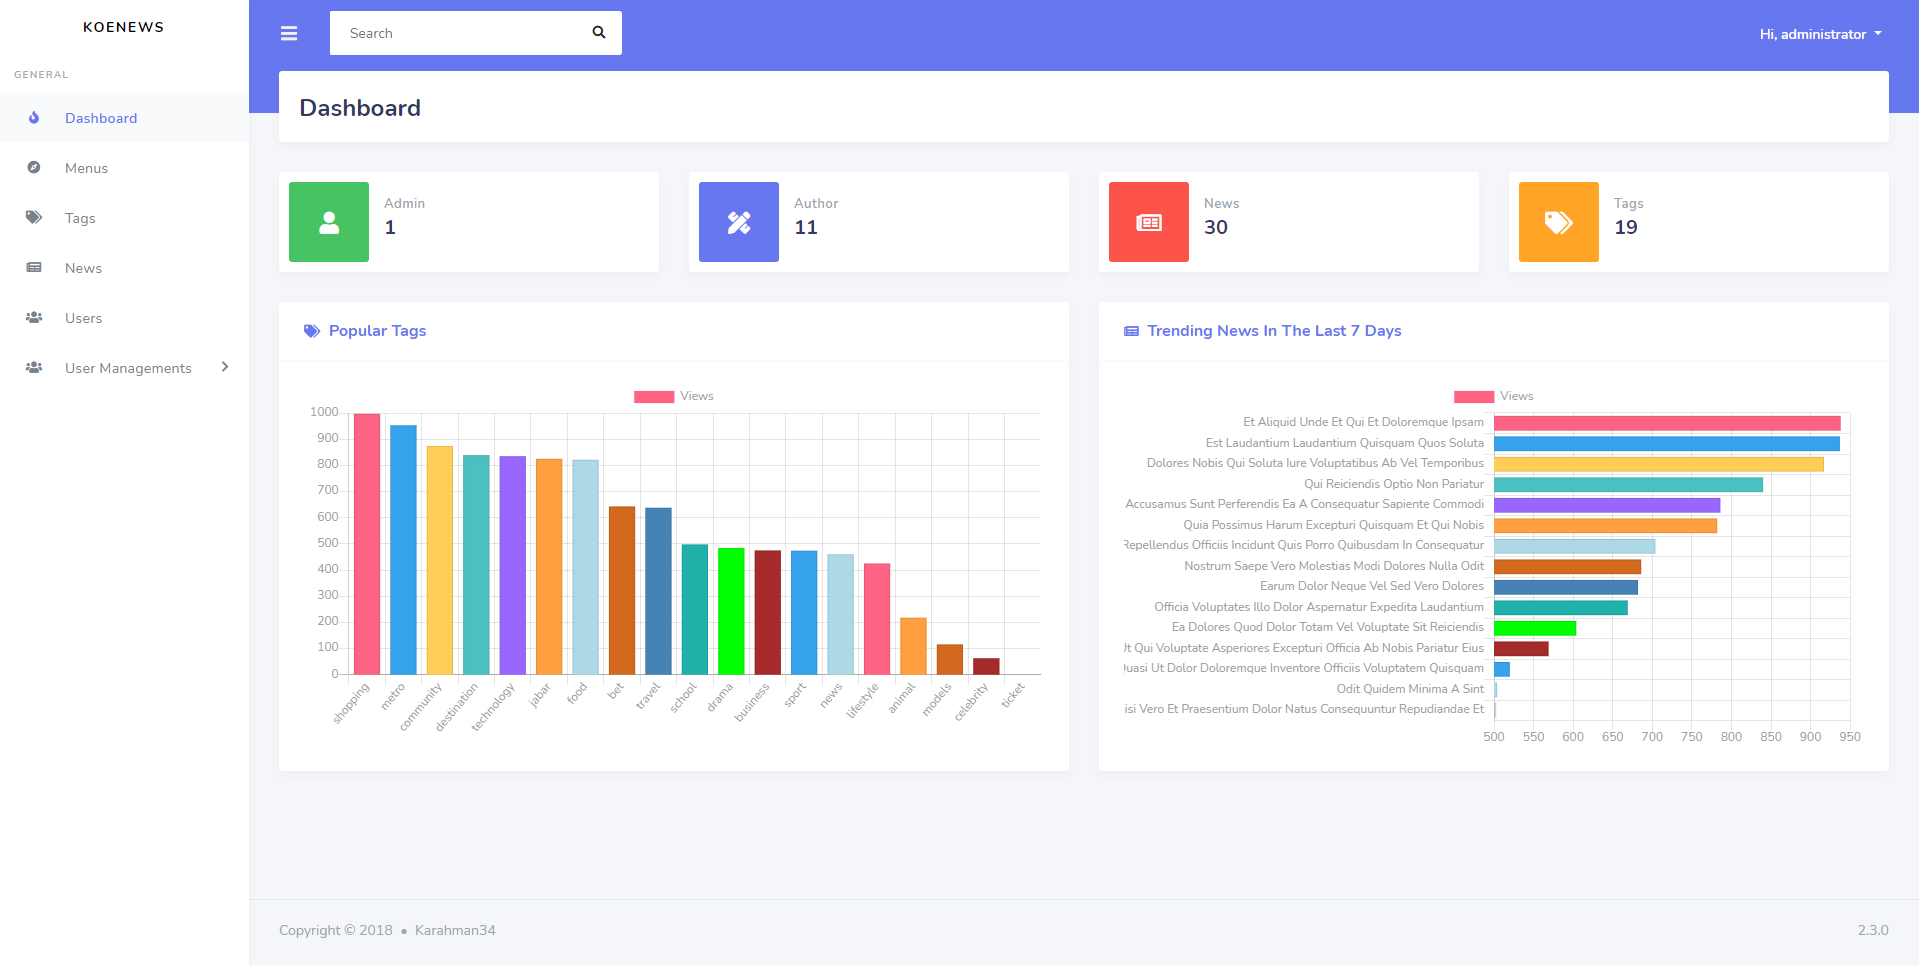 KOENEWS
GENERAL
Dashboard
Menus
Tags
News
Users
User Managements
Search
Hi, administrator
Dashboard
Admin
1
Author
11
News
30
Tags
19
Popular Tags
Views
1000
900
800
700
600
500
400
300
200
100
0
shopping
metro
community
destination
technology
jabar
food
bet
travel
school
drama
business
sport
news
lifestyle
animal
models
celebrity
ticket
Trending News In The Last 7 Days
Views
Et Aliquid Unde Et Qui Et Doloremque Ipsam
Est Laudantium Laudantium Quisquam Quos Soluta
Dolores Nobis Qui Soluta Iure Voluptatibus Ab Vel Temporibus
Qui Reiciendis Optio Non Pariatur
Accusamus Sunt Perferendis Ea A Consequatur Sapiente Commodi
Quia Possimus Harum Excepturi Quisquam Et Qui Nobis
Repellendus Officiis Incidunt Quis Porro Quibusdam In Consequatur
Nostrum Saepe Vero Molestias Modi Dolores Nulla Odit
Earum Dolor Neque Vel Sed Vero Dolores
Officia Voluptates Illo Dolor Aspernatur Expedita Laudantium
Ea Dolores Quod Dolor Totam Vel Voluptate Sit Reiciendis
Qui Voluptate Asperiores Excepturi Officia Ab Nobis Pariatur Eius
Ut Dolor Doloremque Inventore Officiis Voluptatem Quisquam
Odit Quidem Minima A Sint
Vero Et Praesentium Dolor Natus Consequuntur Repudiandae Et
500 550 600 650 700 750 800 850 900 950
Copyright © 2018 • Karahman34
2.3.0